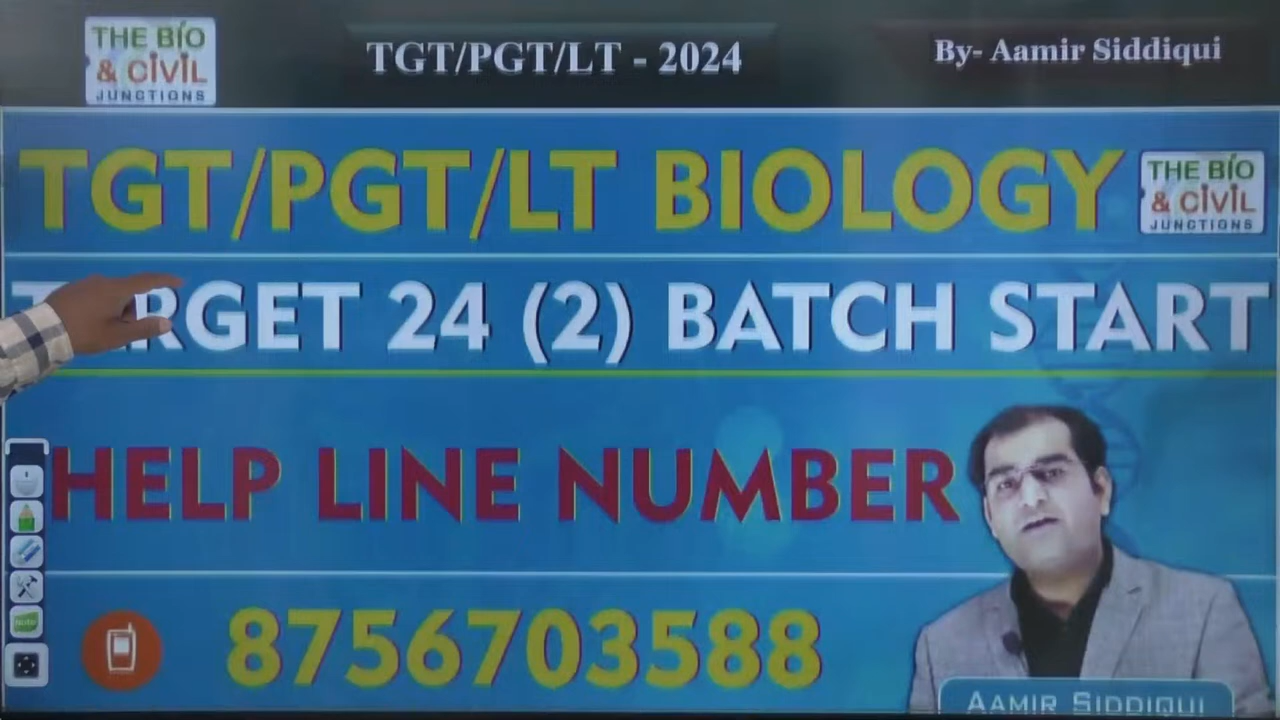 THE BIO
& CIVIL
JUNCTIONS
TGT/PGT/LT - 2024
By- Aamir Siddiqui
TGT/PGT/LT BIOLOGY
THE BIO
& CIVIL
JUNCTIONS
TARGET 24 (2) BATCH START
HELP LINE NUMBER
8756703588
AAMIR SIDDIQUI